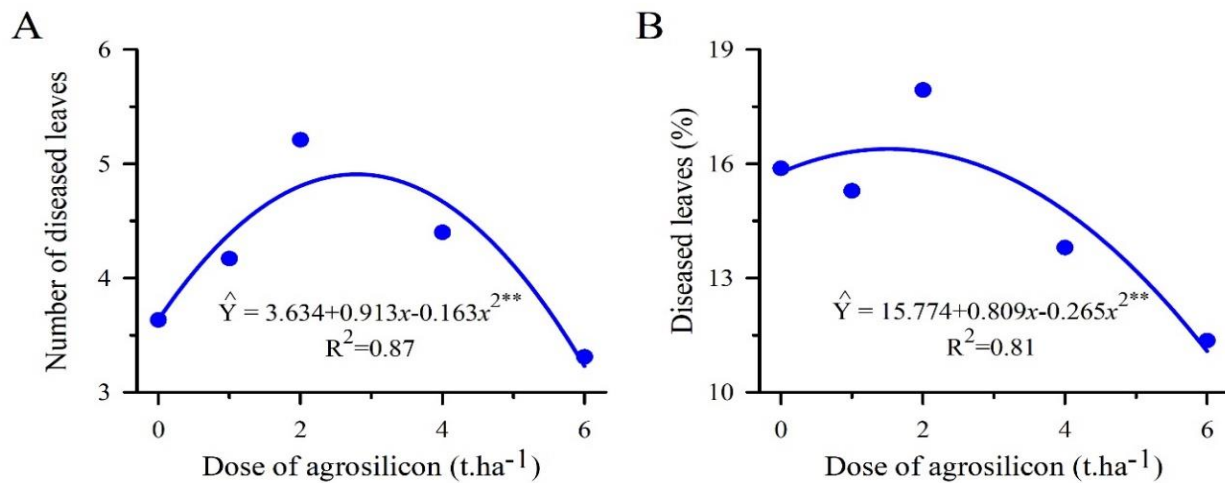 A
Number of diseased leaves
6
5
4
3
Ŷ = 3.634+0.913x-0.163x²**
R²=0.87
0
2
4
6
Dose of agrosilicon (t.ha⁻¹)
B
Diseased leaves (%)
19
16
13
10
Ŷ = 15.774+0.809x-0.265x²**
R²=0.81
0
2
4
6
Dose of agrosilicon (t.ha⁻¹)